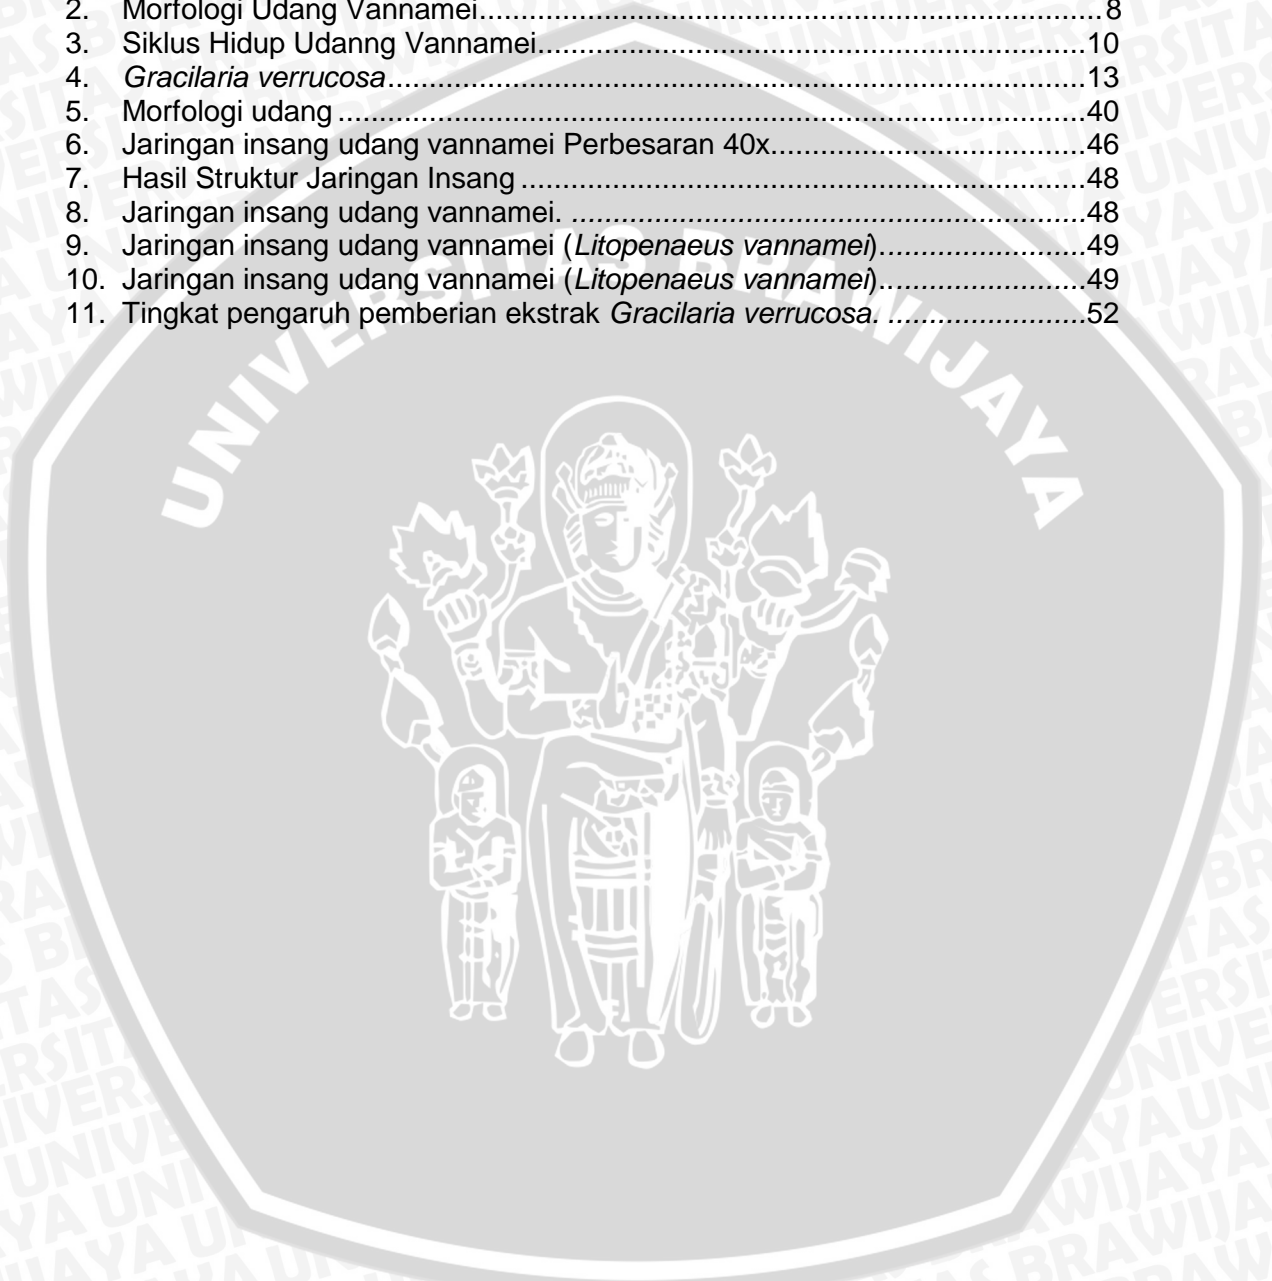 2. Morfologi Udang Vannamei...........................................................................8
3. Siklus Hidup Udanng Vannamei..................................................................10
4. Gracilaria verrucosa....................................................................................13
5. Morfologi udang ..........................................................................................40
6. Jaringan insang udang vannamei Perbesaran 40x......................................46
7. Hasil Struktur Jaringan Insang ....................................................................48
8. Jaringan insang udang vannamei. ..............................................................48
9. Jaringan insang udang vannamei (Litopenaeus vannamei).........................49
10. Jaringan insang udang vannamei (Litopenaeus vannamei).........................49
11. Tingkat pengaruh pemberian ekstrak Gracilaria verrucosa. ........................52
UNIVERSITAS BRAWIJAYA